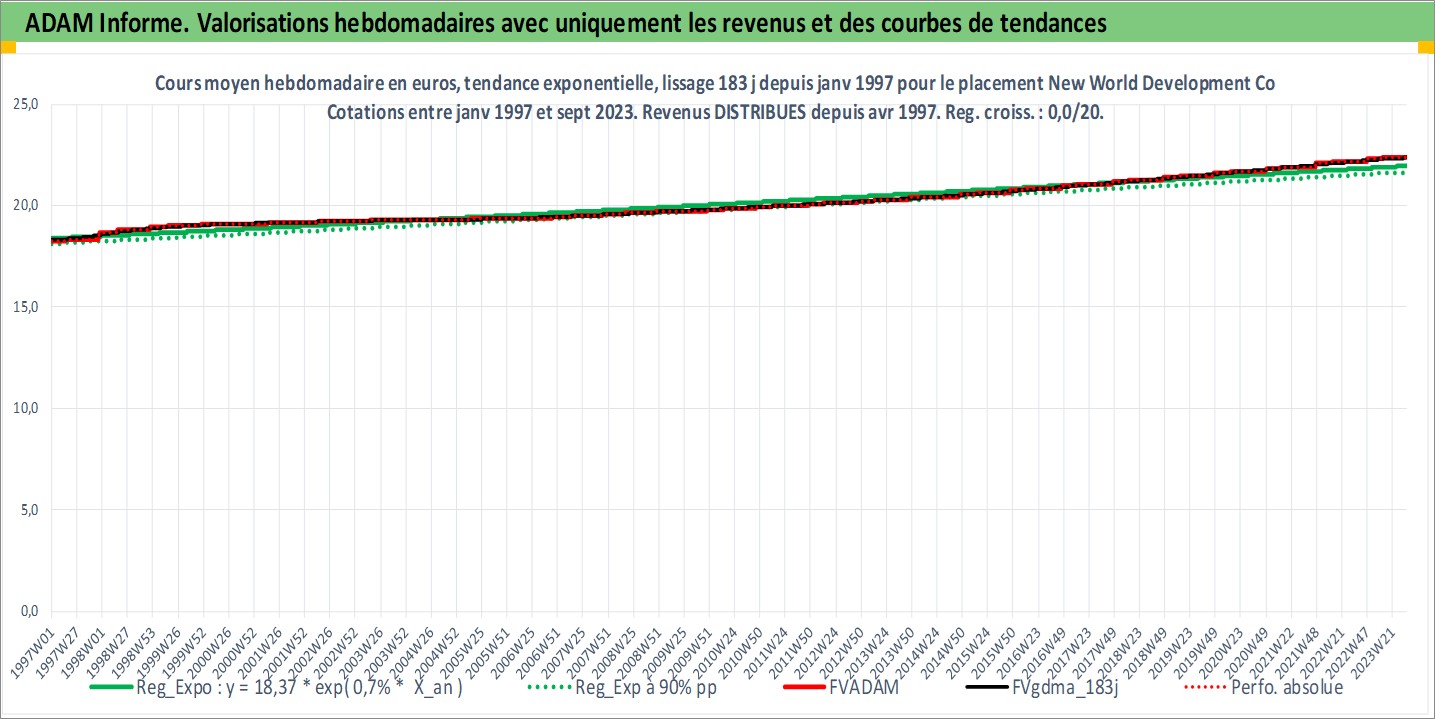 ADAM Informe. Valorisations hebdomadaires avec uniquement les revenus et des courbes de tendances
Cours moyen hebdomadaire en euros, tendance exponentielle, lissage 183 j depuis janv 1997 pour le placement New World Development Co
Cotations entre janv 1997 et sept 2023. Revenus DISTRIBUES depuis avr 1997. Reg. croiss. : 0,0/20.
25,0
20,0
15,0
10,0
5,0
0,0
1997W01
1997W27
1998W01
1998W27
1998W53
1999W26
1999W52
2000W26
2000W52
2001W26
2001W52
2002W26
2002W52
2003W26
2003W52
2004W26
2004W52
2005W25
2005W51
2006W25
2006W51
2007W25
2007W51
2008W25
2008W51
2009W25
2009W51
2010W24
2010W50
2011W24
2011W50
2012W24
2012W50
2013W24
2013W50
2014W24
2014W50
2015W24
2015W50
2016W23
2016W49
2017W23
2017W49
2018W23
2018W49
2019W23
2019W49
2020W23
2020W49
2021W22
2021W48
2022W21
2022W47
2023W21
Reg_Expo : y = 18,37 * exp( 0,7% * X_an )
Reg_Exp à 90% pp
FVADAM
FVgdma_183j
Perfo. absolue